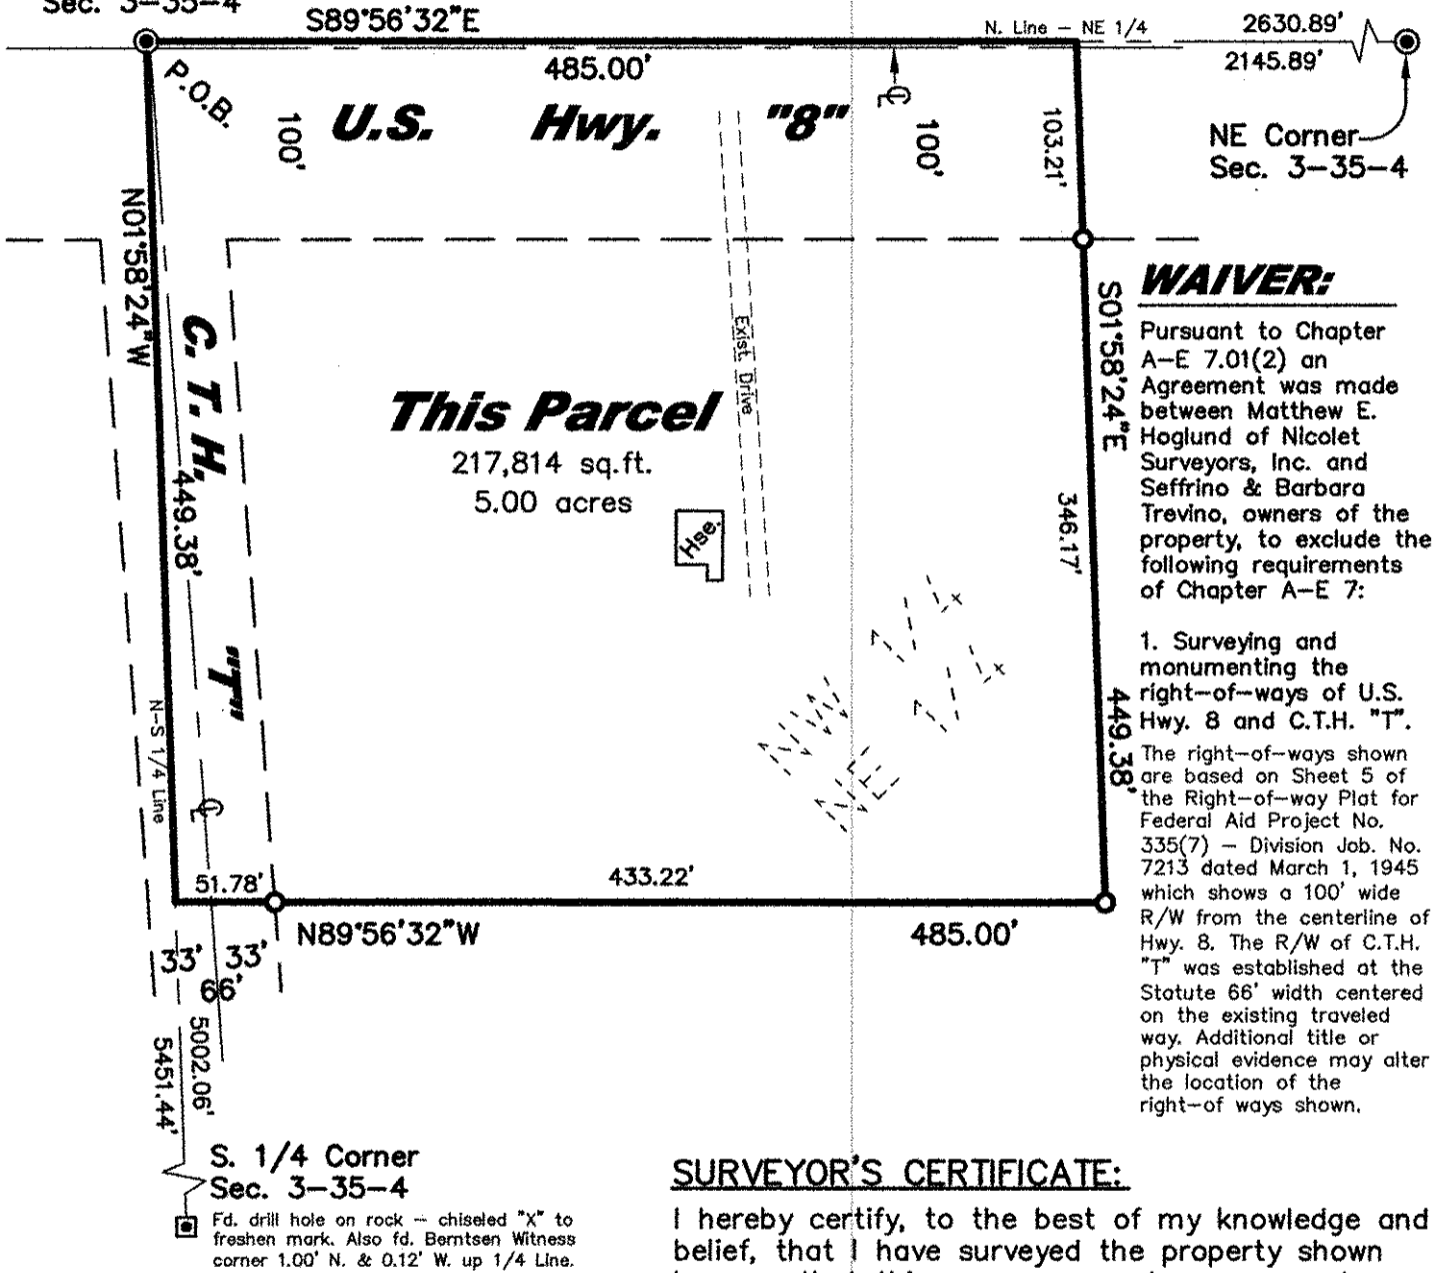 Sec. 3-35-4
S89°56'32"E
N. Line - NE 1/4
2630.89'
485.00'
2145.89'
P.O.B.
100'
U.S. Hwy. "8"
℄
100'
103.21'
NE Corner
Sec. 3-35-4
N01°58'24"W
C. T. H. "T"
449.38'
Exist. Drive
This Parcel
217,814 sq.ft.
5.00 acres
Hse.
S01°58'24"E
346.17'
449.38'
NW 1/4
NE 1/4
N-S 1/4 Line
℄
51.78'
433.22'
N89°56'32"W
485.00'
33' 33'
66'
5002.06'
5451.44'
S. 1/4 Corner
Sec. 3-35-4
Fd. drill hole on rock - chiseled "X" to
freshen mark. Also fd. Berntsen Witness
corner 1.00' N. & 0.12' W. up 1/4 Line.
WAIVER:
Pursuant to Chapter
A-E 7.01(2) an
Agreement was made
between Matthew E.
Hoglund of Nicolet
Surveyors, Inc. and
Seffrino & Barbara
Trevino, owners of the
property, to exclude the
following requirements
of Chapter A-E 7:
1. Surveying and
monumenting the
right-of-ways of U.S.
Hwy. 8 and C.T.H. "T".
The right-of-ways shown
are based on Sheet 5 of
the Right-of-way Plat for
Federal Aid Project No.
335(7) - Division Job. No.
7213 dated March 1, 1945
which shows a 100' wide
R/W from the centerline of
Hwy. 8. The R/W of C.T.H.
"T" was established at the
Statute 66' width centered
on the existing traveled
way. Additional title or
physical evidence may alter
the location of the
right-of ways shown.
SURVEYOR'S CERTIFICATE:
I hereby certify, to the best of my knowledge and
belief, that I have surveyed the property shown